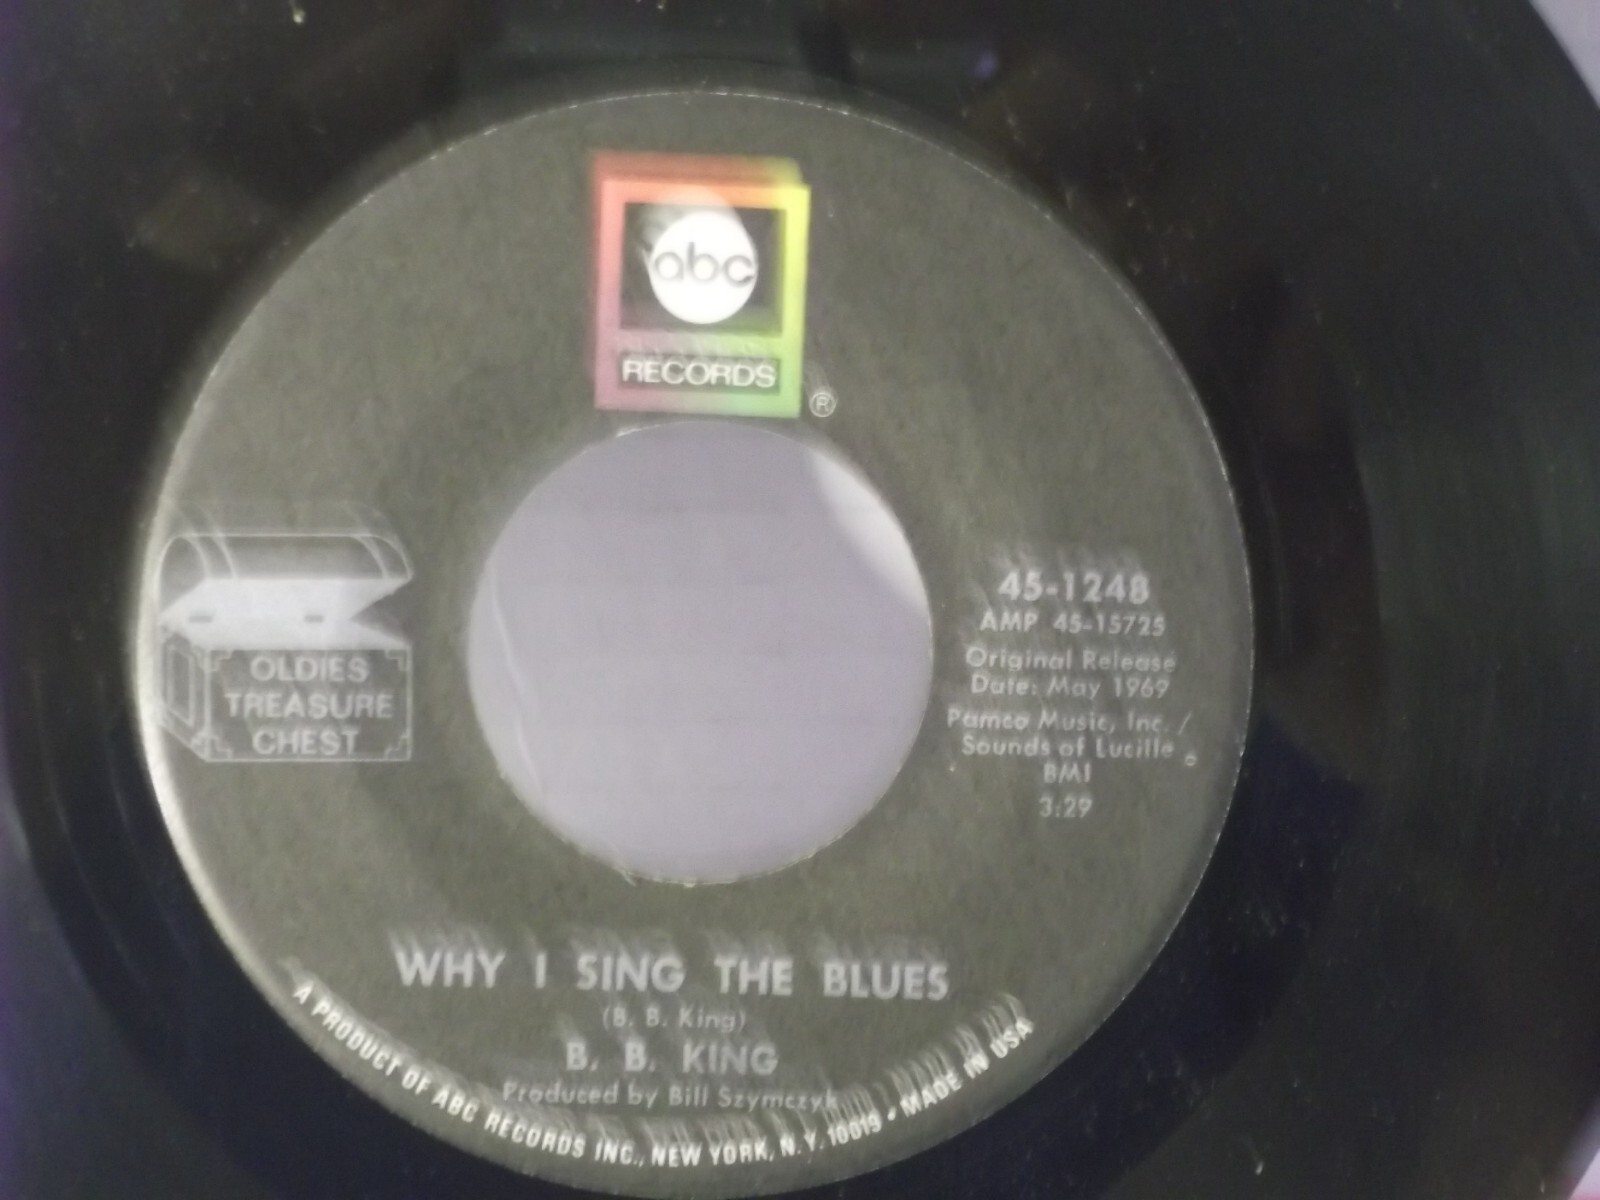 abc
RECORDS
®
OLDIES
TREASURE
CHEST
45-1248
AMP 45-15725
Original Release
Date: May 1969
Pamco Music, Inc. /
Sounds of Lucille
BMI
3:29
WHY I SING THE BLUES
(B. B. King)
B. B. KING
Produced by Bill Szymczyk
A PRODUCT OF ABC RECORDS INC., NEW YORK, N.Y. 10019 • MADE IN USA